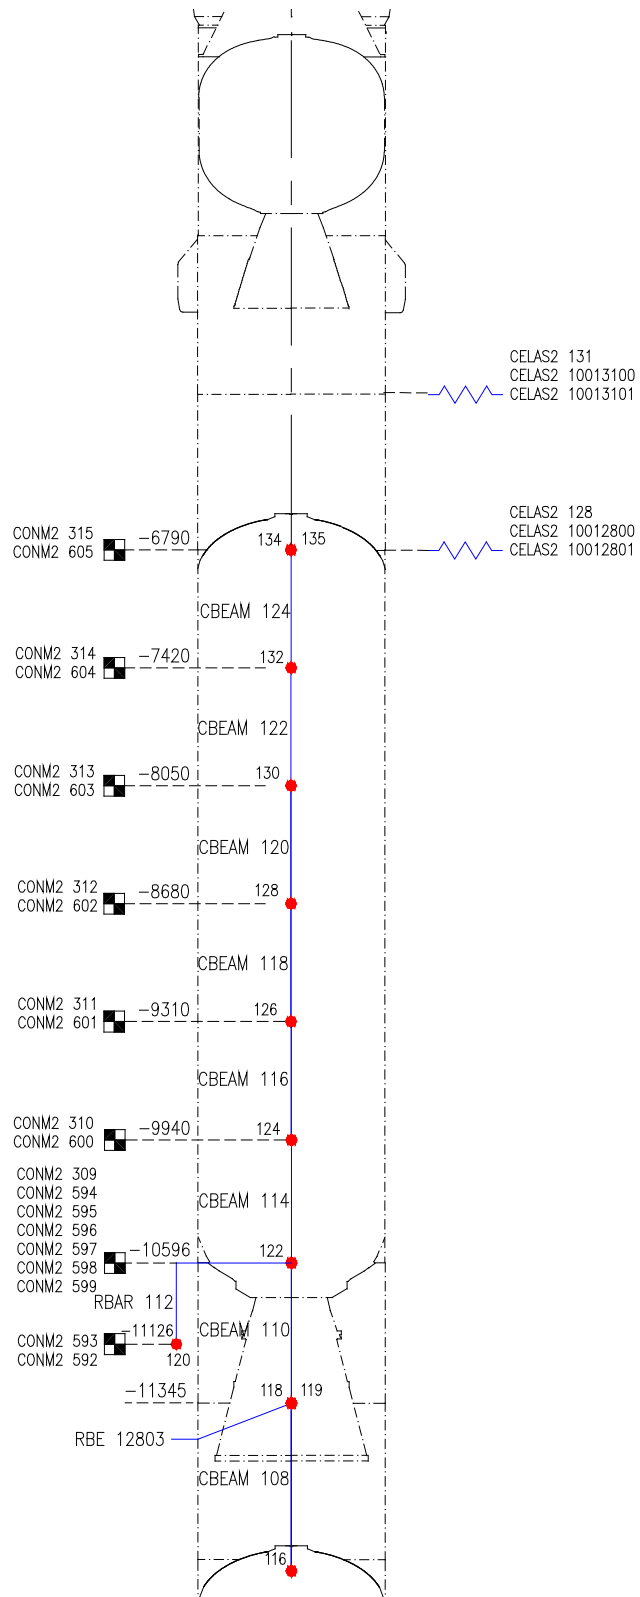 CELAS2 131
CELAS2 10013100
CELAS2 10013101
CELAS2 128
CELAS2 10012800
CELAS2 10012801
CONM2 315
CONM2 605
-6790
134 135
CBEAM 124
CONM2 314
CONM2 604
-7420
132
CBEAM 122
CONM2 313
CONM2 603
-8050
130
CBEAM 120
CONM2 312
CONM2 602
-8680
128
CBEAM 118
CONM2 311
CONM2 601
-9310
126
CBEAM 116
CONM2 310
CONM2 600
-9940
124
CONM2 309
CONM2 594
CONM2 595
CONM2 596
CONM2 597
CONM2 598
CONM2 599
CBEAM 114
-10596
122
RBAR 112
CONM2 593
CONM2 592
-11126
120
CBEAM 110
-11345
118 119
RBE 12803
CBEAM 108
116